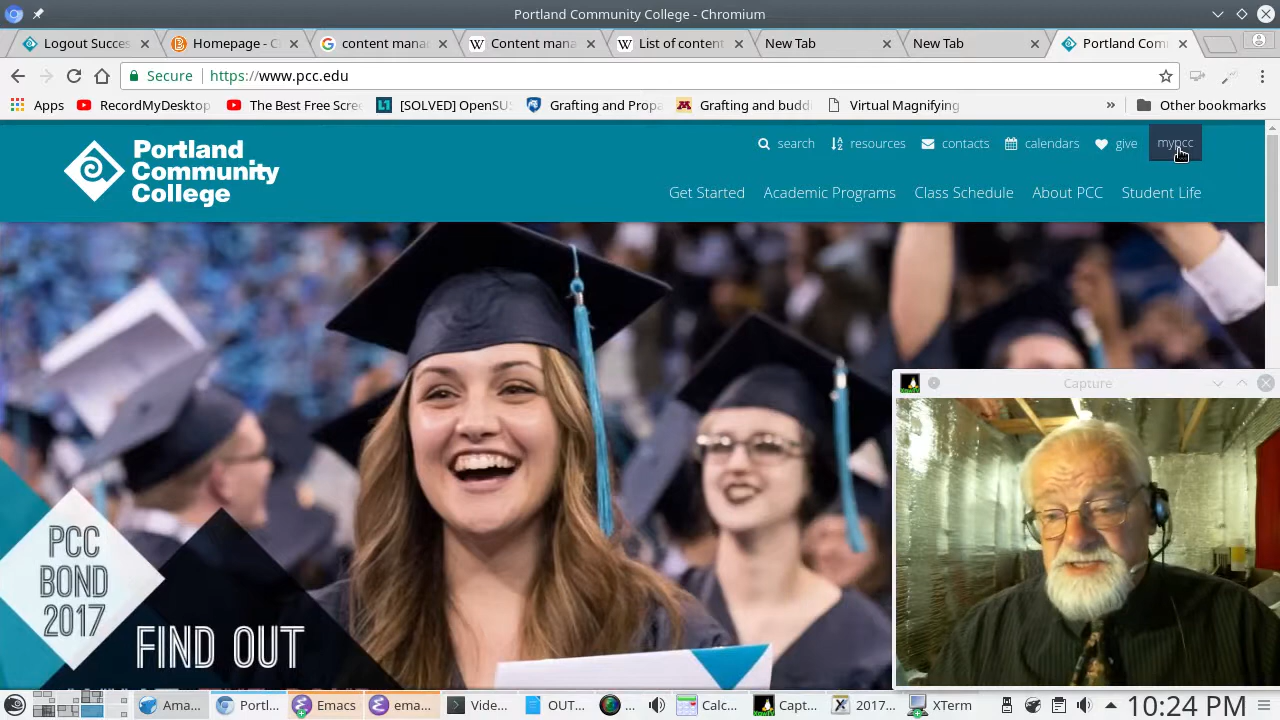 Portland Community College - Chromium
Logout Succes
Homepage - C
content manag
Content mana
List of content
New Tab
New Tab
Portland Com
Secure
https://www.pcc.edu
Apps
RecordMyDesktop
The Best Free Scre
[SOLVED] OpenSUS
Grafting and Propa
Grafting and buddi
Virtual Magnifying
»
Other bookmarks
Portland
Community
College
search
resources
contacts
calendars
give
mypcc
Get Started
Academic Programs
Class Schedule
About PCC
Student Life
PCC
BOND
2017
FIND OUT
Capture
Ama...
Portl...
Emacs
ema...
Vide...
OUT...
...
Calc...
Capt...
2017...
XTerm
10:24 PM